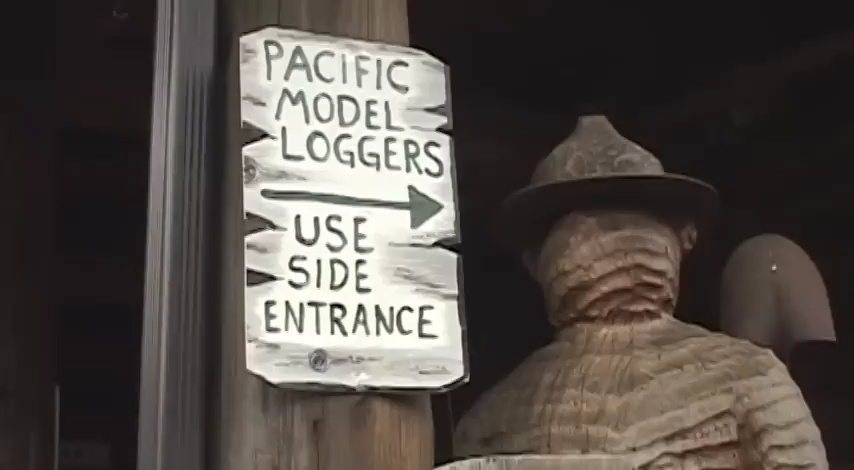 PACIFIC
MODEL
LOGGERS
USE
SIDE
ENTRANCE